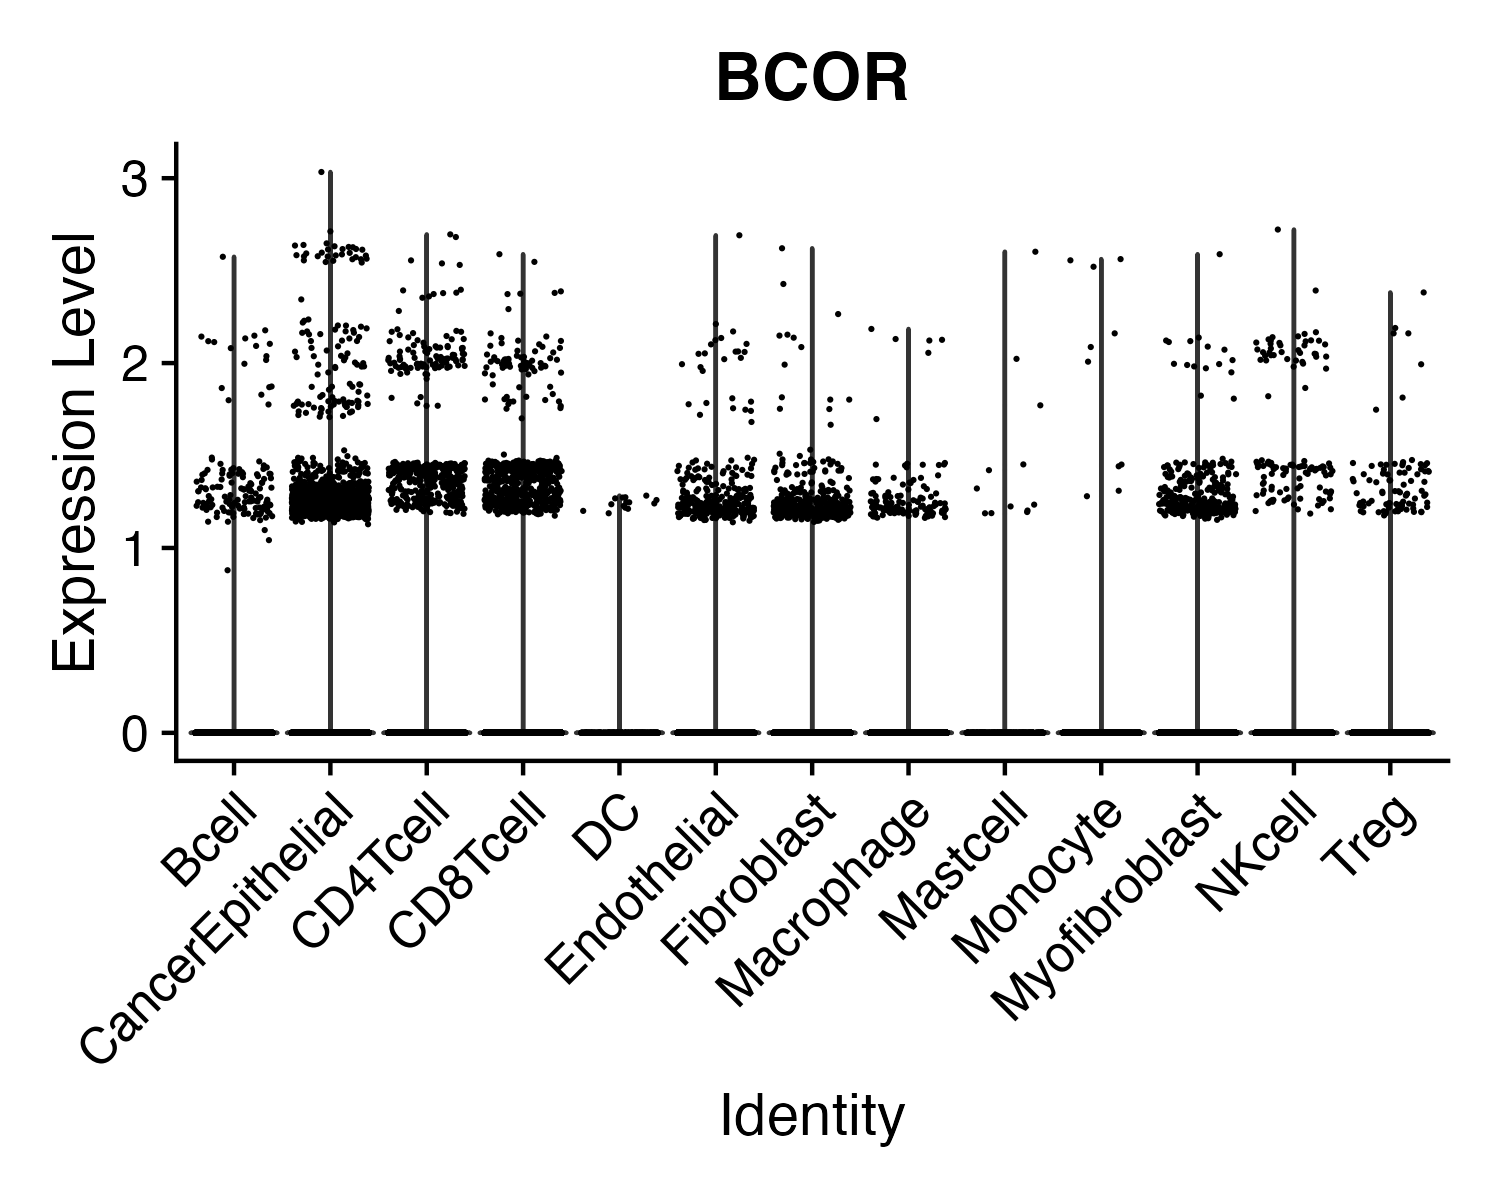 BCOR
Expression Level
3
2
1
0
Bcell
CancerEpithelial
CD4Tcell
CD8Tcell
DC
Endothelial
Fibroblast
Macrophage
Mastcell
Monocyte
Myofibroblast
NKcell
Treg
Identity